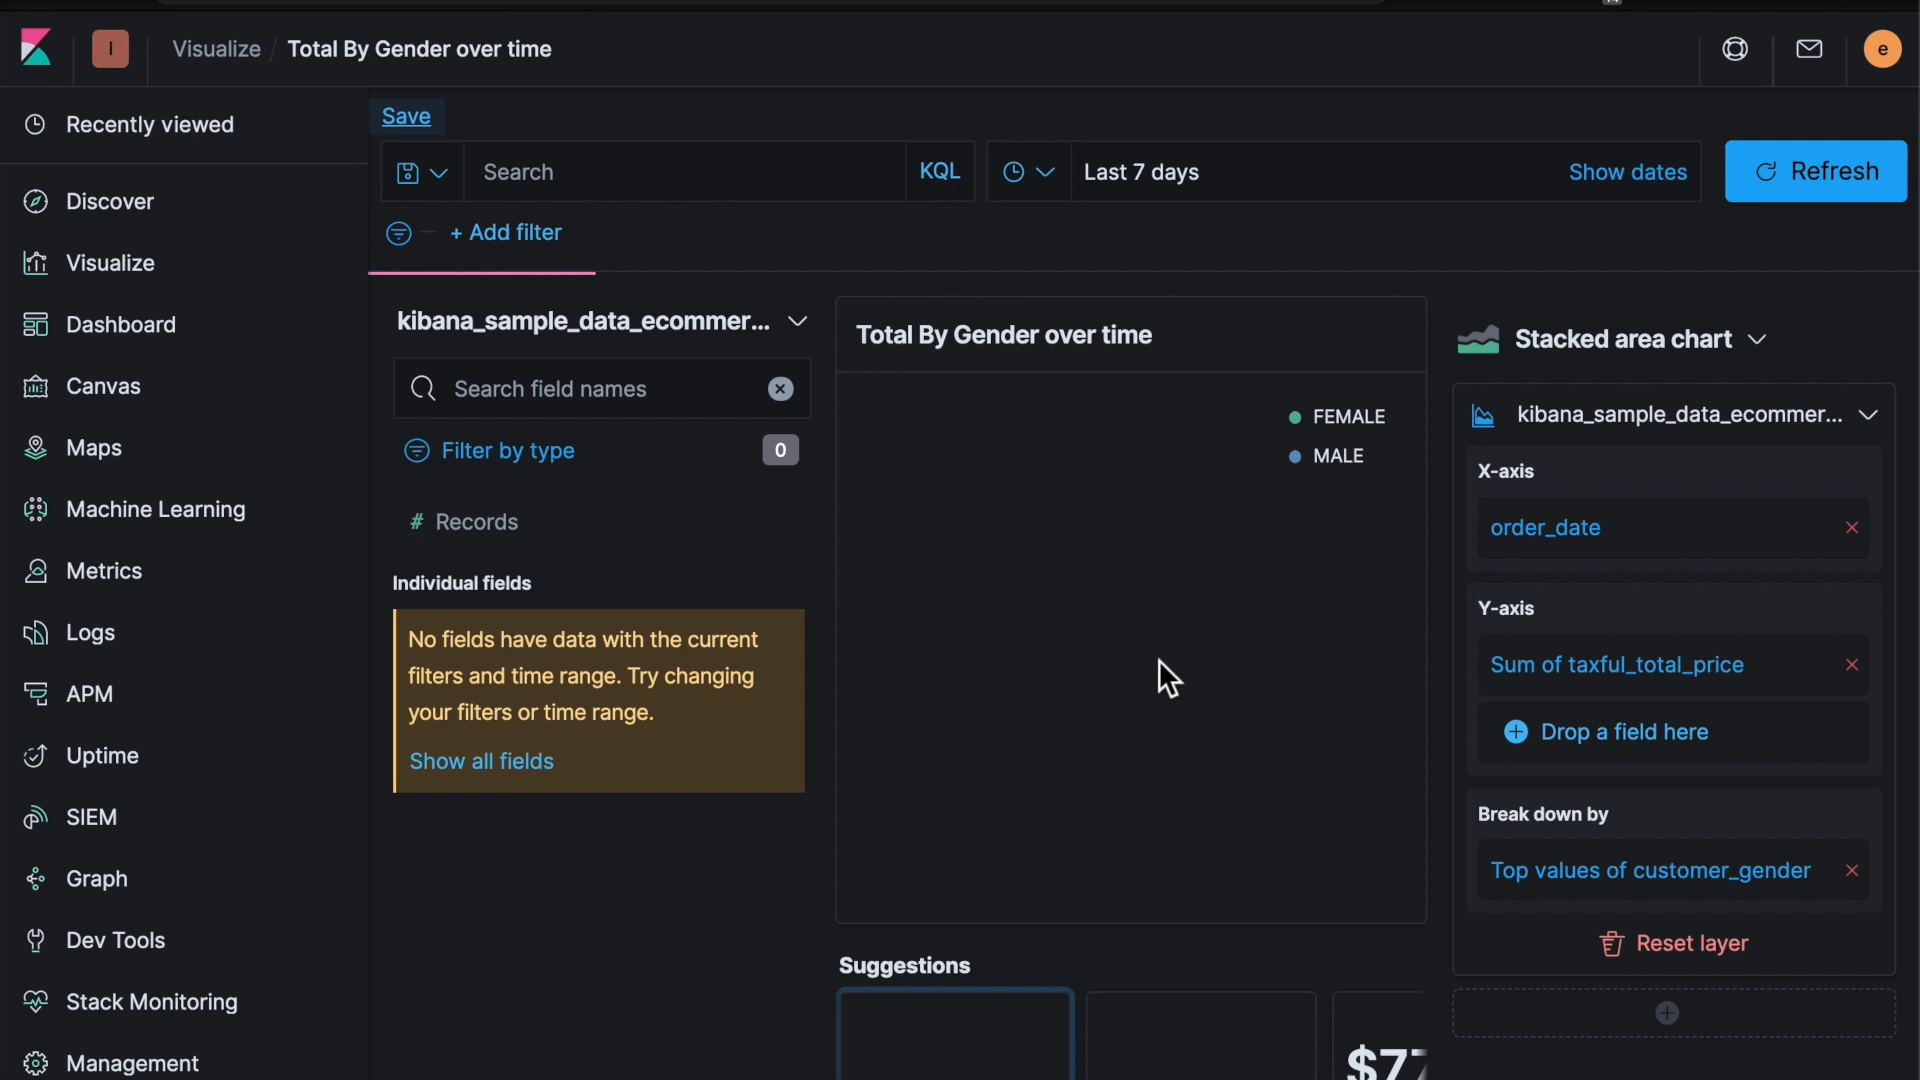 I
Visualize / Total By Gender over time
e
Recently viewed
Discover
Visualize
Dashboard
Canvas
Maps
Machine Learning
Metrics
Logs
APM
Uptime
SIEM
Graph
Dev Tools
Stack Monitoring
Management
Save
Search
KQL
Last 7 days
Show dates
Refresh
+ Add filter
kibana_sample_data_ecommer...
Search field names
Filter by type
0
# Records
Individual fields
No fields have data with the current
filters and time range. Try changing
your filters or time range.
Show all fields
Total By Gender over time
FEMALE
MALE
Suggestions
Stacked area chart
kibana_sample_data_ecommer...
X-axis
order_date
Y-axis
Sum of taxful_total_price
Drop a field here
Break down by
Top values of customer_gender
Reset layer